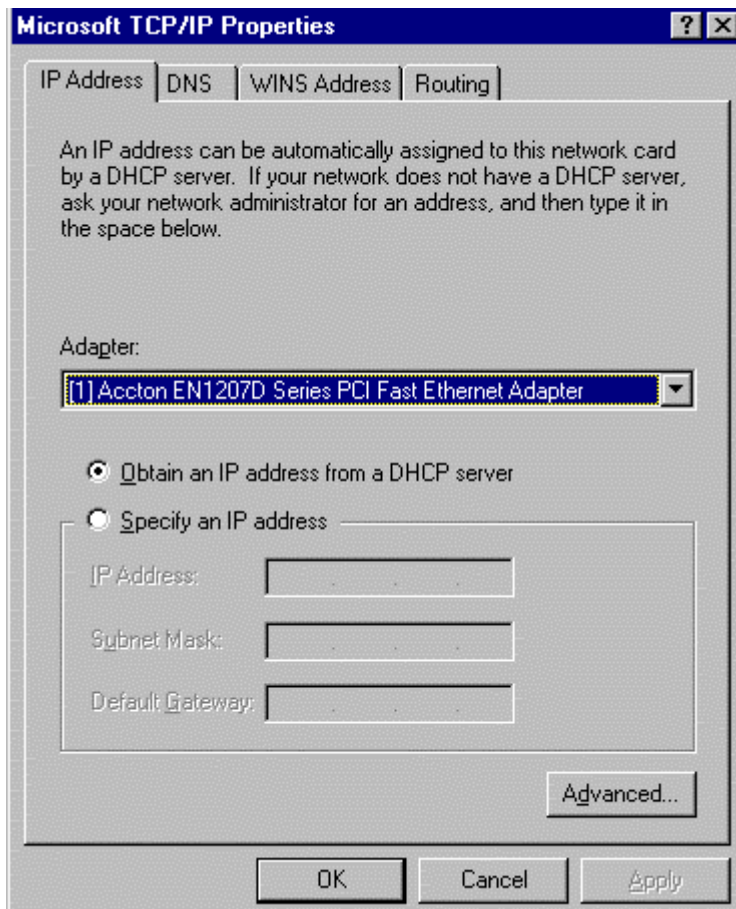 Microsoft TCP/IP Properties
IP Address DNS WINS Address Routing
An IP address can be automatically assigned to this network card
by a DHCP server. If your network does not have a DHCP server,
ask your network administrator for an address, and then type it in
the space below.
Adapter:
[1] Accton EN1207D Series PCI Fast Ethernet Adapter
Obtain an IP address from a DHCP server
Specify an IP address
IP Address:
Subnet Mask:
Default Gateway:
Advanced...
OK Cancel Apply